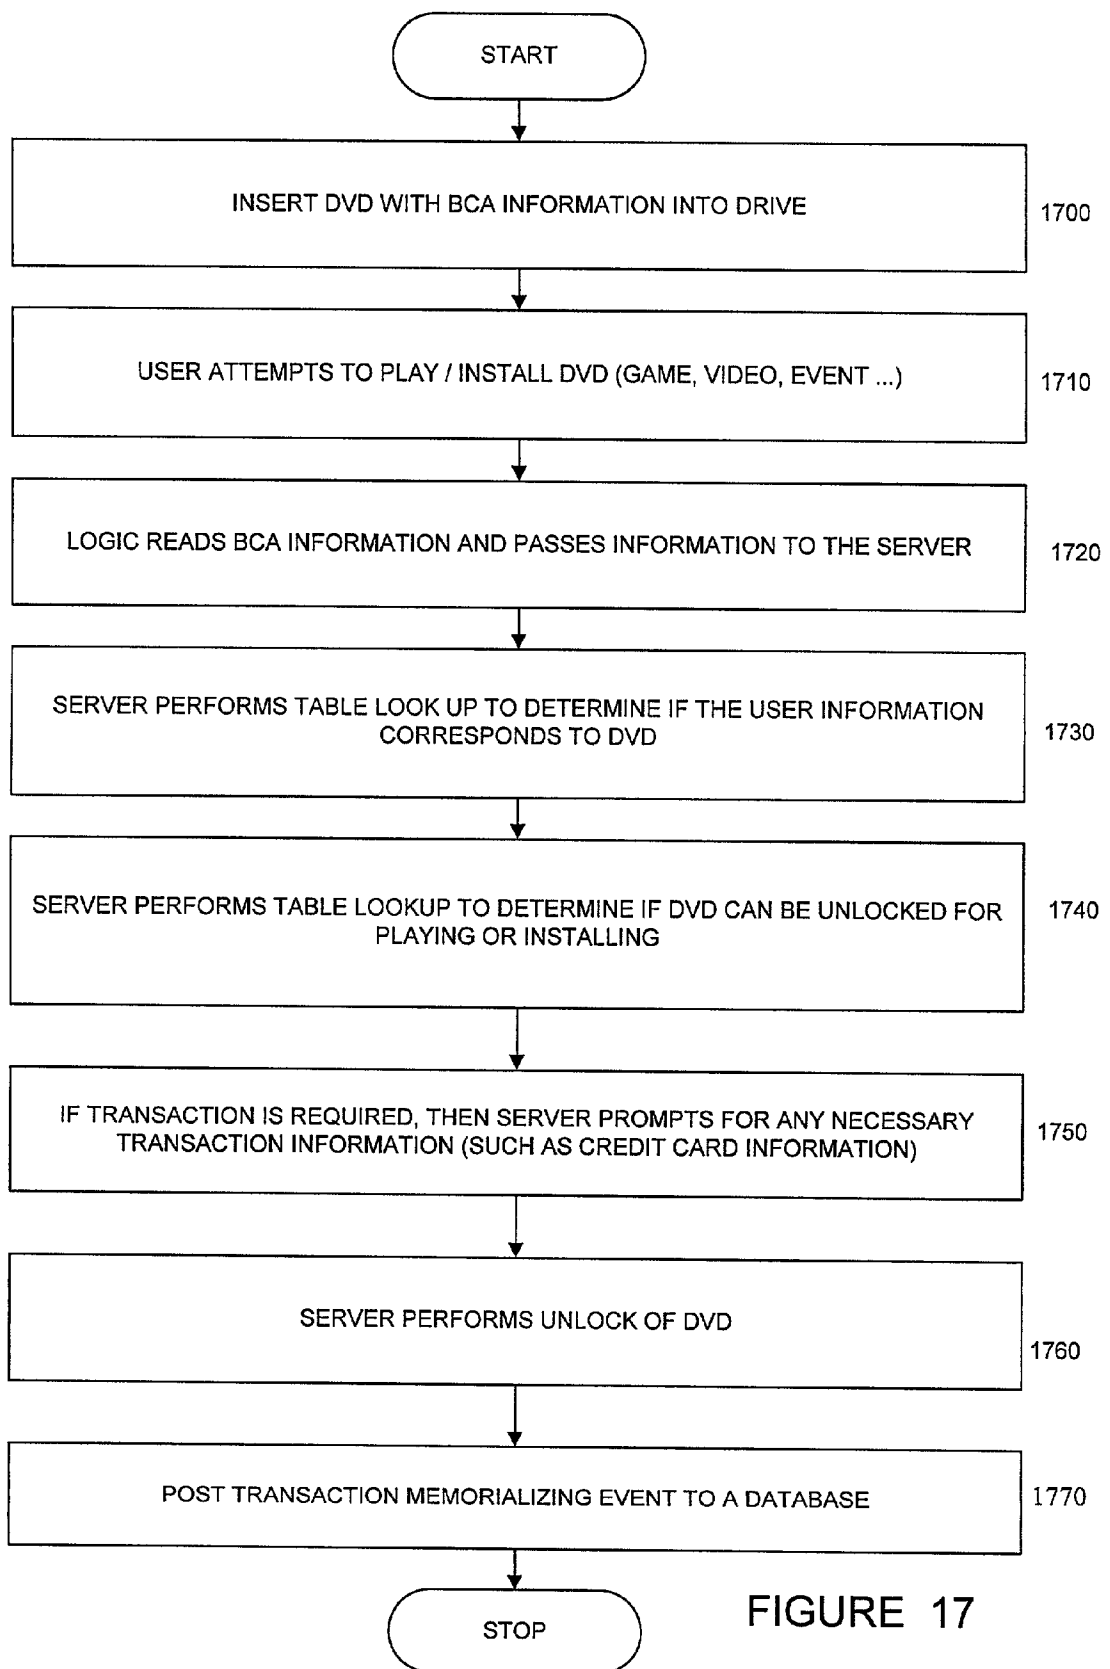 START
INSERT DVD WITH BCA INFORMATION INTO DRIVE
1700
USER ATTEMPTS TO PLAY / INSTALL DVD (GAME, VIDEO, EVENT ...)
1710
LOGIC READS BCA INFORMATION AND PASSES INFORMATION TO THE SERVER
1720
SERVER PERFORMS TABLE LOOK UP TO DETERMINE IF THE USER INFORMATION
CORRESPONDS TO DVD
1730
SERVER PERFORMS TABLE LOOKUP TO DETERMINE IF DVD CAN BE UNLOCKED FOR
PLAYING OR INSTALLING
1740
IF TRANSACTION IS REQUIRED, THEN SERVER PROMPTS FOR ANY NECESSARY
TRANSACTION INFORMATION (SUCH AS CREDIT CARD INFORMATION)
1750
SERVER PERFORMS UNLOCK OF DVD
1760
POST TRANSACTION MEMORIALIZING EVENT TO A DATABASE
1770
STOP
FIGURE 17